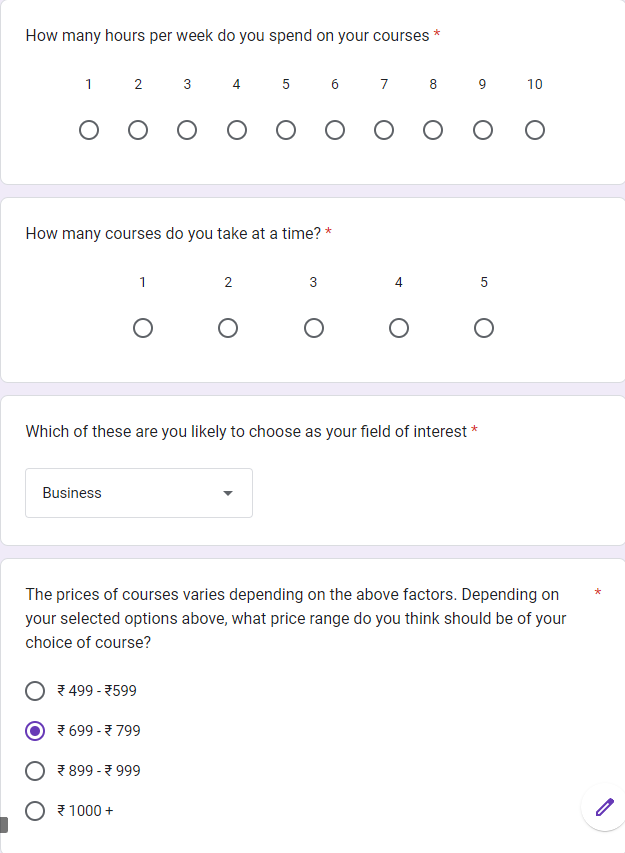 How many hours per week do you spend on your courses *
1 2 3 4 5 6 7 8 9 10
How many courses do you take at a time? *
1 2 3 4 5
Which of these are you likely to choose as your field of interest *
Business
The prices of courses varies depending on the above factors. Depending on *
your selected options above, what price range do you think should be of your
choice of course?
₹ 499 - ₹599
₹ 699 - ₹ 799
₹ 899 - ₹ 999
₹ 1000 +